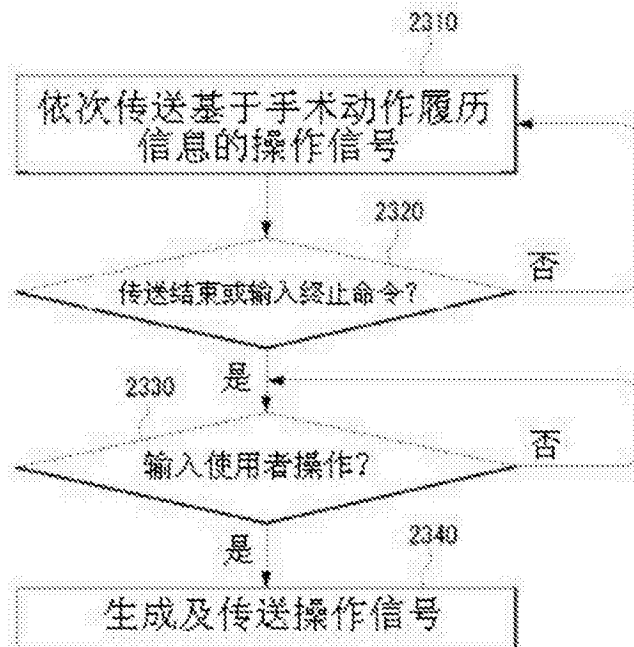 2310
依次传送基于手术动作履历
信息的操作信号
2320
传送结束或输入终止命令?
否
是
2330
输入使用者操作?
否
是
2340
生成及传送操作信号